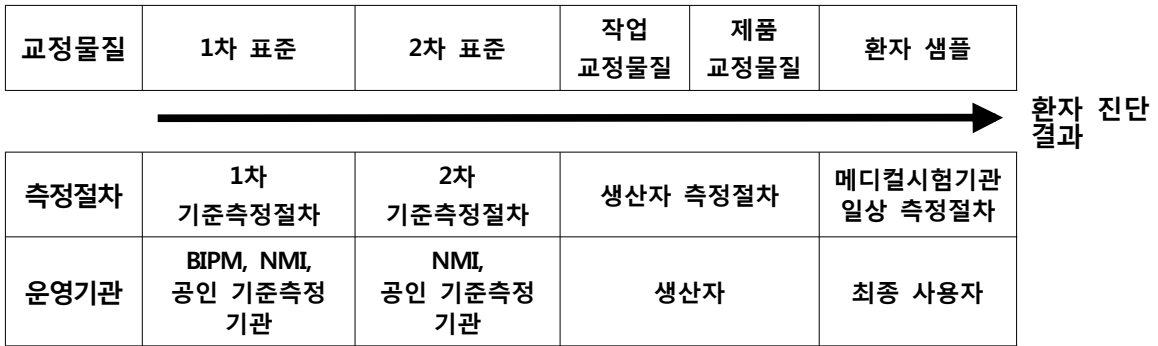 교정물질
1차 표준
2차 표준
작업
교정물질
제품
교정물질
환자 샘플
환자 진단
결과
측정절차
1차
기준측정절차
2차
기준측정절차
생산자 측정절차
메디컬시험기관
일상 측정절차
운영기관
BIPM, NMI,
공인 기준측정
기관
NMI,
공인 기준측정
기관
생산자
최종 사용자